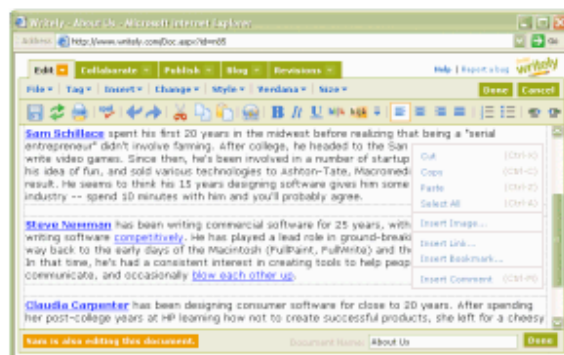 Writely - About Us - Microsoft Internet Explorer
Address http://www.writely.com/Doc.aspx?id=n85 Go
Edit Collaborate Publish Blog Revisions Help | Report a bug writely
File Tag Insert Change Style Verdana Size Done Cancel
B I U
Sam Schillace spent his first 20 years in the midwest before realizing that being a "serial
entrepreneur" didn't involve farming. After college, he headed to the San
write video games. Since then, he's been involved in a number of startup
his idea of fun, and sold various technologies to Ashton-Tate, Macromedi
result. He seems to think his 15 years designing software gives him some
industry -- spend 10 minutes with him and you'll probably agree.
Cut (Ctrl-X)
Copy (Ctrl-C)
Paste
Select All
Insert Image...
Insert Link...
Insert Bookmark...
Insert Comment (Ctrl-M)
Steve Newman has been writing commercial software for 25 years, with
writing software competitively. He has played a lead role in ground-breaki
way back to the early days of the Macintosh (FullPaint, FullWrite) and th
In that time, he's had a consistent interest in creating tools to help peop
communicate, and occasionally blow each other up.
Claudia Carpenter has been designing consumer software for close to 20 years. After spending
her post-college years at HP learning how not to create successful products, she left for a cheesy
Sam is also editing this document. Document Name: About Us Done